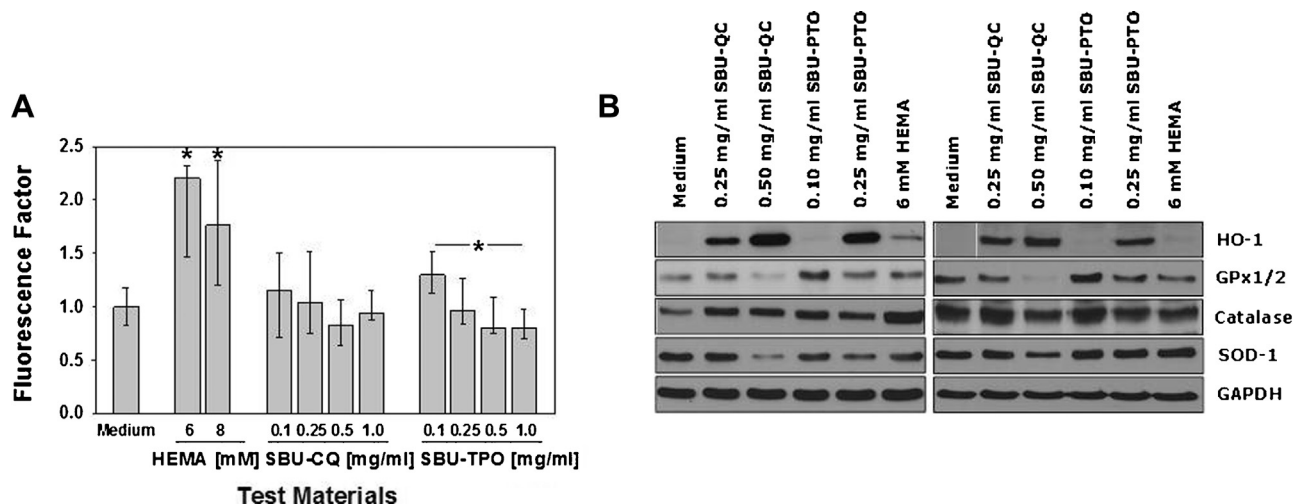 A
Fluorescence Factor
2.5
2.0
1.5
1.0
0.5
0.0
* *
*
Medium
6 8
0.1 0.25 0.5 1.0
0.1 0.25 0.5 1.0
HEMA [mM] SBU-CQ [mg/ml] SBU-TPO [mg/ml]
Test Materials
B
Medium
0.25 mg/ml SBU-QC
0.50 mg/ml SBU-QC
0.10 mg/ml SBU-PTO
0.25 mg/ml SBU-PTO
6 mM HEMA
Medium
0.25 mg/ml SBU-QC
0.50 mg/ml SBU-QC
0.10 mg/ml SBU-PTO
0.25 mg/ml SBU-PTO
6 mM HEMA
HO-1
GPx1/2
Catalase
SOD-1
GAPDH